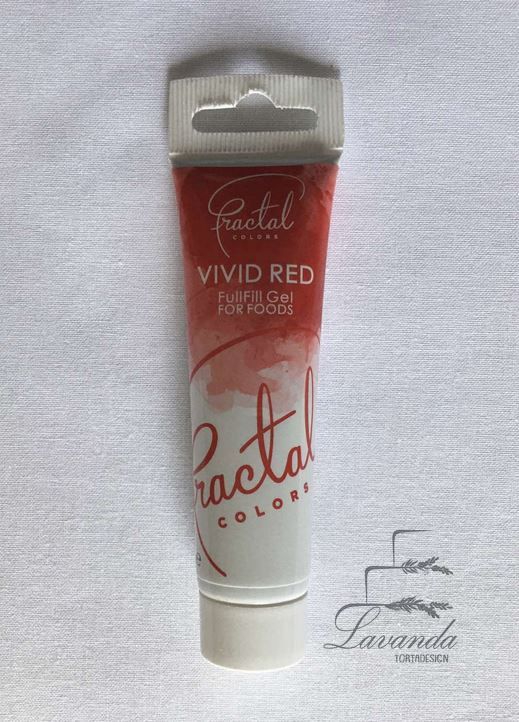 fractal
COLORS
VIVID RED
FullFill Gel
FOR FOODS
fractal
COLORS
Lavanda
TORTADESIGN